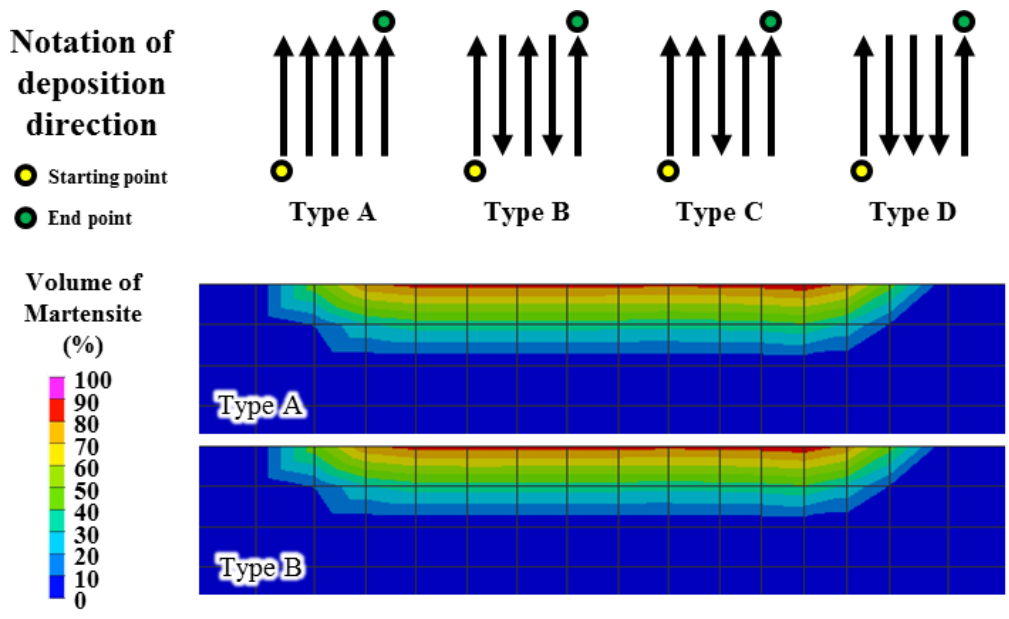 Notation of
deposition
direction
Starting point
End point
Type A
Type B
Type C
Type D
Volume of
Martensite
(%)
100
90
80
70
60
50
40
30
20
10
0
Type A
Type B